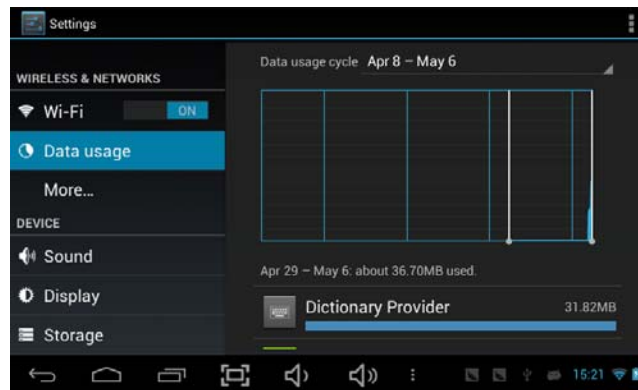 Settings
WIRELESS & NETWORKS
Wi-Fi
ON
Data usage
More...
DEVICE
Sound
Display
Storage
Data usage cycle Apr 8 – May 6
Apr 29 – May 6: about 36.70MB used.
Dictionary Provider
31.82MB
15:21